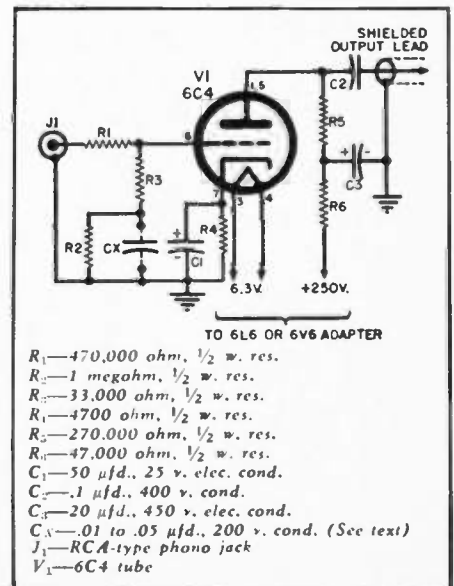 SHIELDED
OUTPUT LEAD
V1
6C4
1,5
C2
J1
R1
6
R5
R3
C3
+ -
7
3
4
R4
R6
R2
CX
+
-
C1
6.3V.
+250V.
TO 6L6 OR 6V6 ADAPTER
R₁—470,000 ohm, ½ w. res.
R₂—1 megohm, ½ w. res.
R₃—33,000 ohm, ½ w. res.
R₄—4700 ohm, ½ w. res.
R₅—270,000 ohm, ½ w. res.
R₆—47,000 ohm, ½ w. res.
C₁—50 µfd., 25 v. elec. cond.
C₂—.1 µfd., 400 v. cond.
C₃—20 µfd., 450 v. elec. cond.
Cₓ—.01 to .05 µfd., 200 v. cond. (See text)
J₁—RCA-type phono jack
V₁—6C4 tube